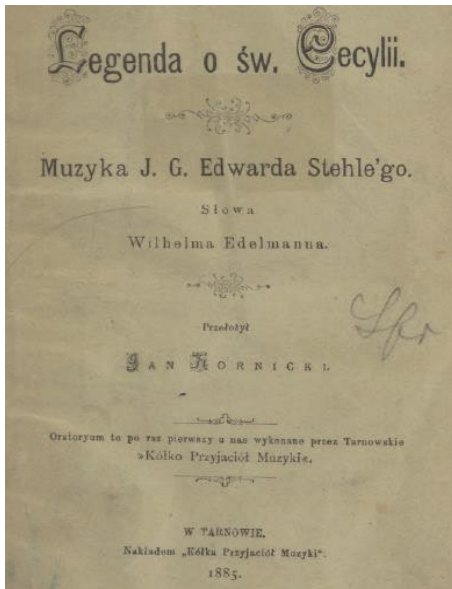 Legenda o św. Cecylii.
Muzyka J. G. Edwarda Stehle'go.
Słowa
Wilhelma Edelmanna.
Przełożył
JAN KORNICKI.
Oratoryum to po raz pierwszy u nas wykonane przez Tarnowskie
»Kółko Przyjaciół Muzyki«.
W TARNOWIE.
Nakładem „Kółka Przyjaciół Muzyki".
1885.